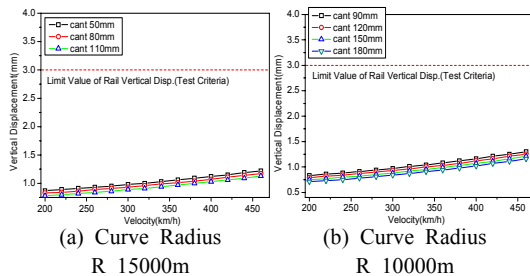 4.0
3.5
3.0
2.5
2.0
1.5
1.0
Vertical Displacement(mm)
cant 50mm
cant 80mm
cant 110mm
Limit Value of Rail Vertical Disp.(Test Criteria)
200 250 300 350 400 450
Velocity(km/h)
(a) Curve Radius
R 15000m
4.0
3.5
3.0
2.5
2.0
1.5
1.0
0.5
Vertical Displacement(mm)
cant 90mm
cant 120mm
cant 150mm
cant 180mm
Limit Value of Rail Vertical Disp.(Test Criteria)
200 250 300 350 400 450
Velocity(km/h)
(b) Curve Radius
R 10000m